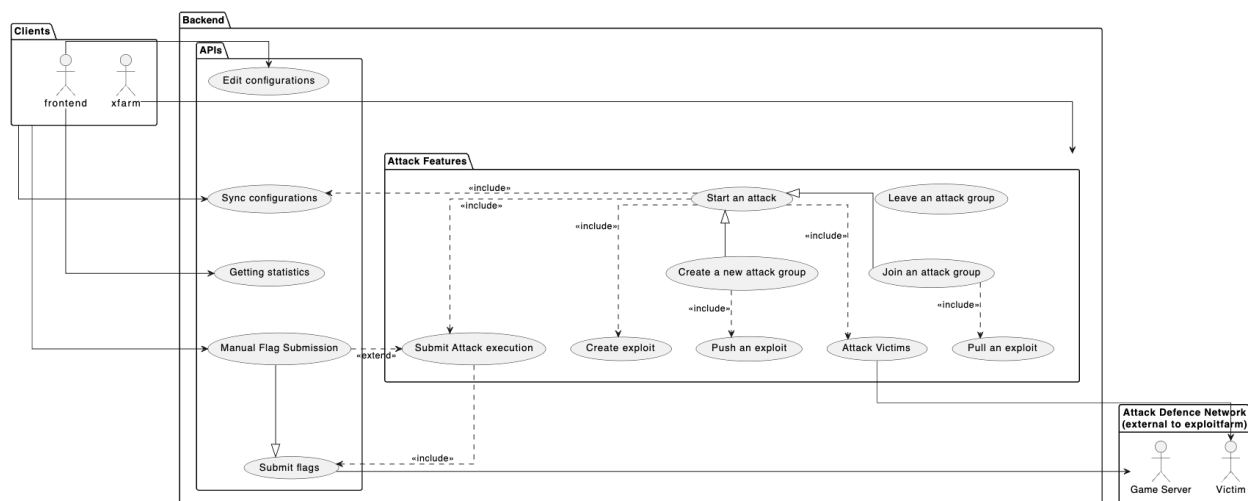 Backend
Clients
APIs
Edit configurations
frontend
xfarm
Attack Features
«include»
Sync configurations
Start an attack
Leave an attack group
«include»
«include»
«include»
Getting statistics
Create a new attack group
Join an attack group
«include»
«include»
Manual Flag Submission
«extend»
Submit Attack execution
Create exploit
Push an exploit
Attack Victims
Pull an exploit
Attack Defence Network
(external to exploitfarm)
«include»
Submit flags
Game Server
Victim